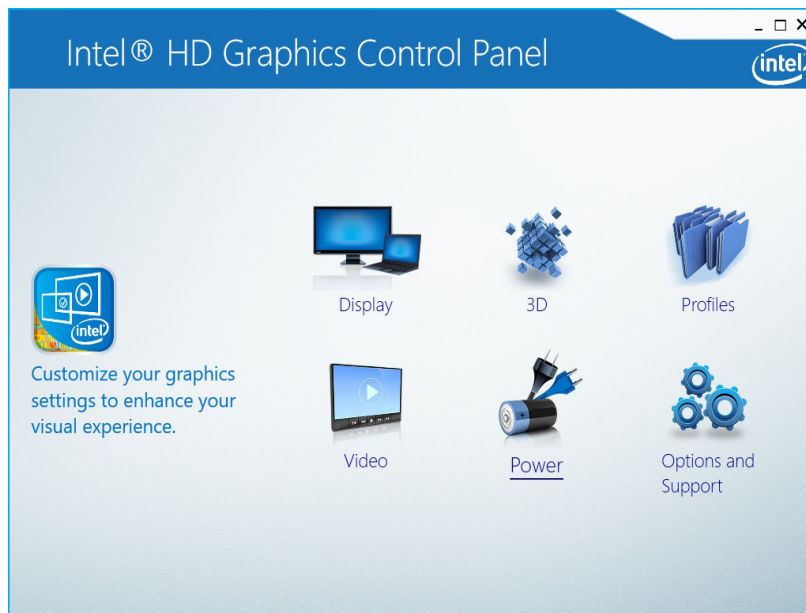 Intel® HD Graphics Control Panel
intel
Display
3D
Profiles
intel
Customize your graphics
settings to enhance your
visual experience.
Video
Power
Options and
Support